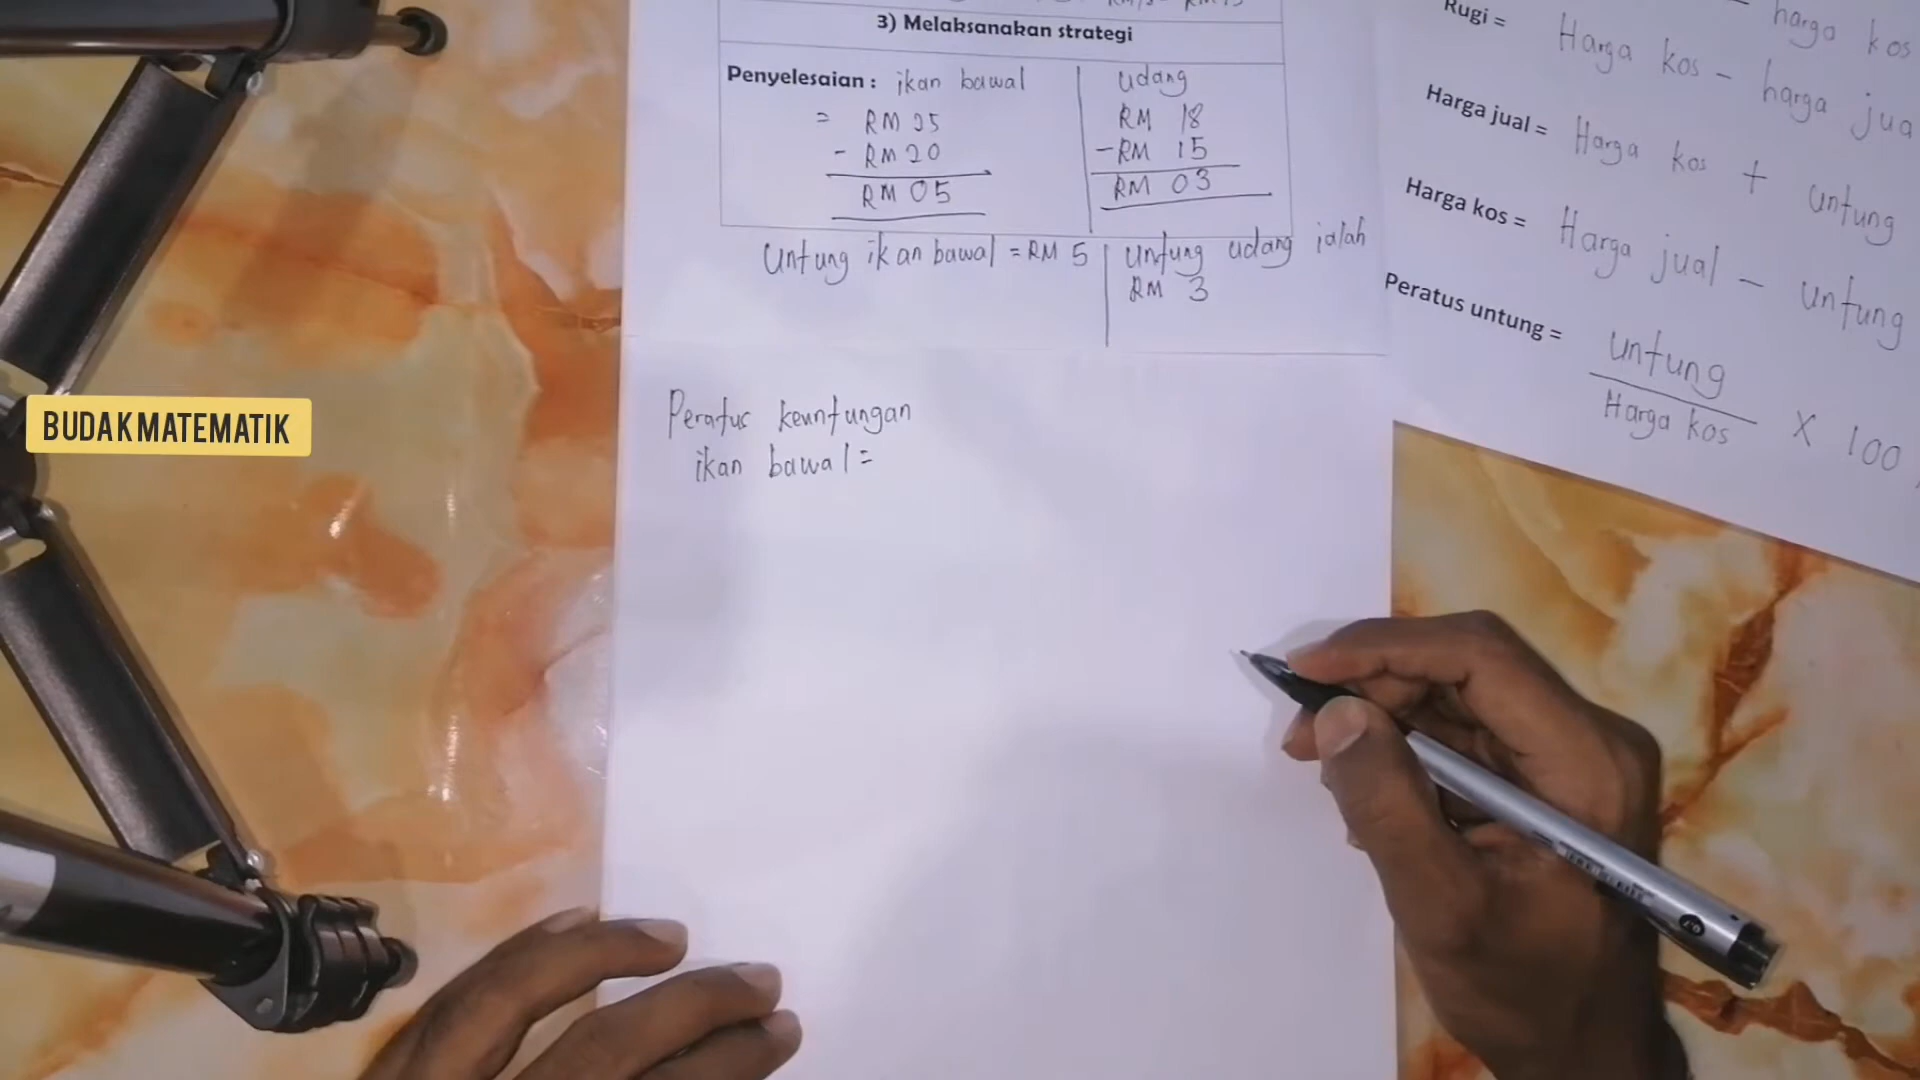 3) Melaksanakan strategi
Penyelesaian : ikan bawal
= RM 25
- RM 20
RM 05
udang
RM 18
- RM 15
RM 03
Untung ikan bawal = RM 5
untung udang ialah
RM 3
Peratus keuntungan
ikan bawal =
harga kos
Rugi = Harga kos - harga jua
Harga jual = Harga kos + untung
Harga kos = Harga jual - untung
Peratus untung = untung
Harga kos
X 100
BUDAK MATEMATIK